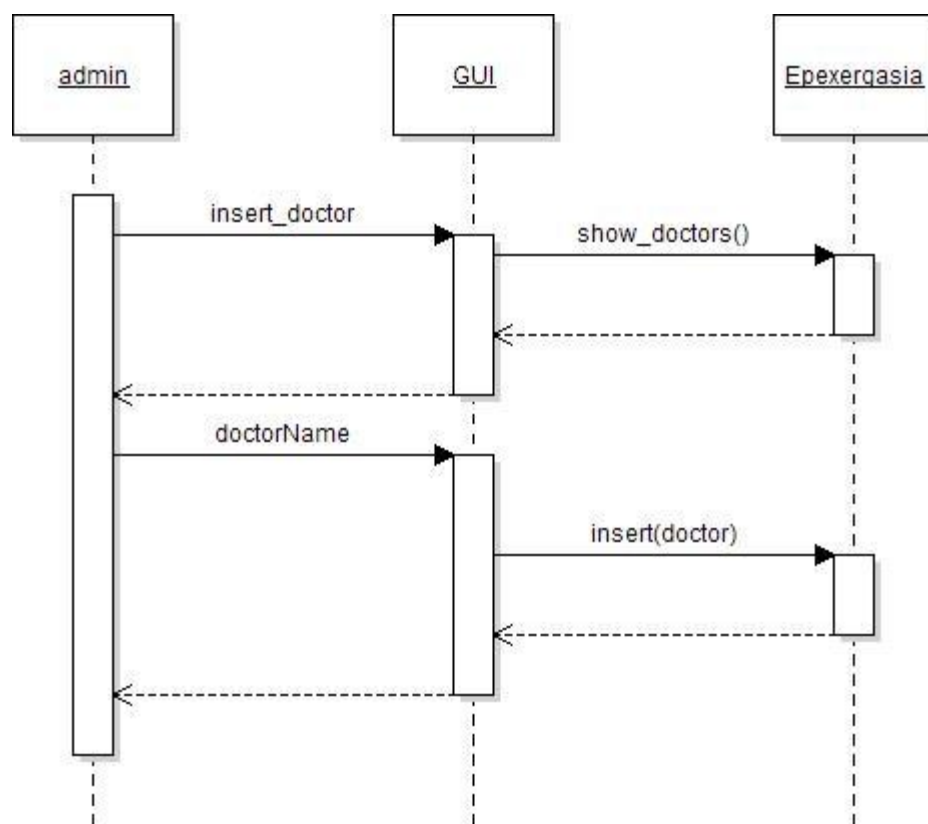 admin
GUI
Epexergasia
insert_doctor
show_doctors()
doctorName
insert(doctor)